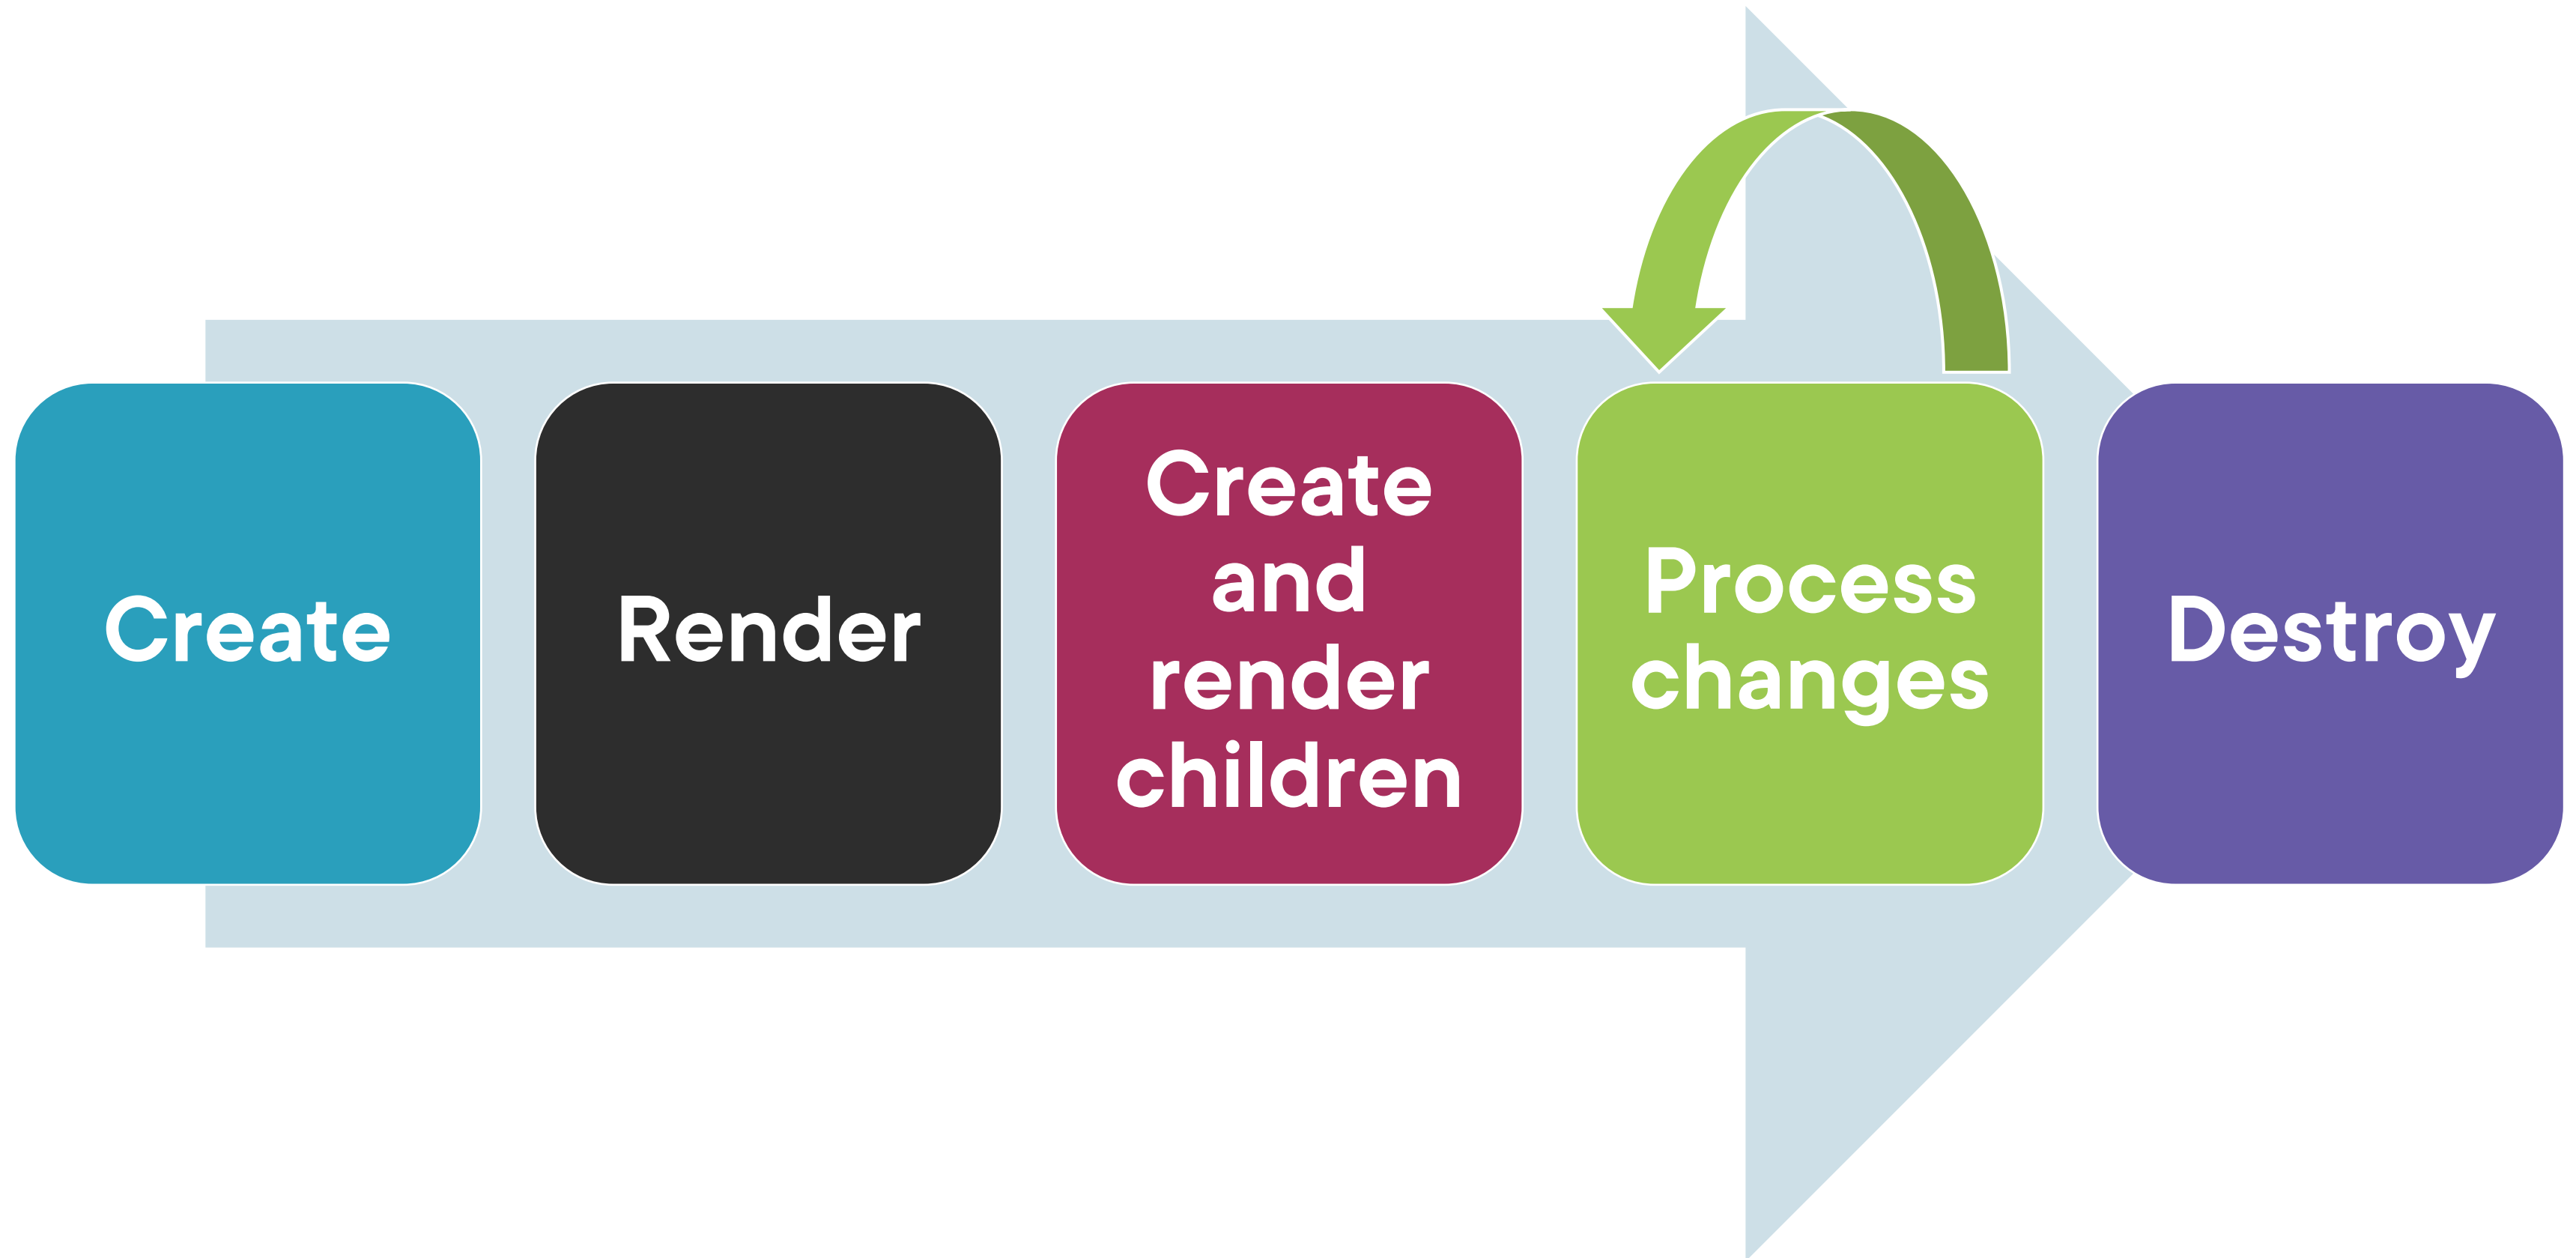 Create
Render
Create
and
render
children
Process
changes
Destroy